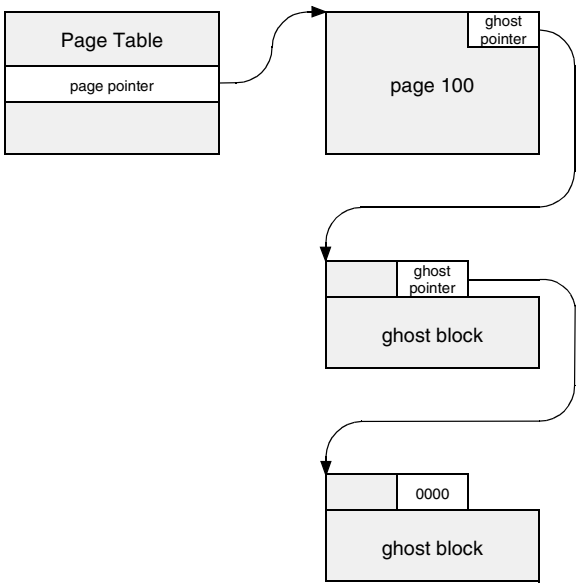 Page Table
page pointer
ghost
pointer
page 100
ghost
pointer
ghost block
0000
ghost block